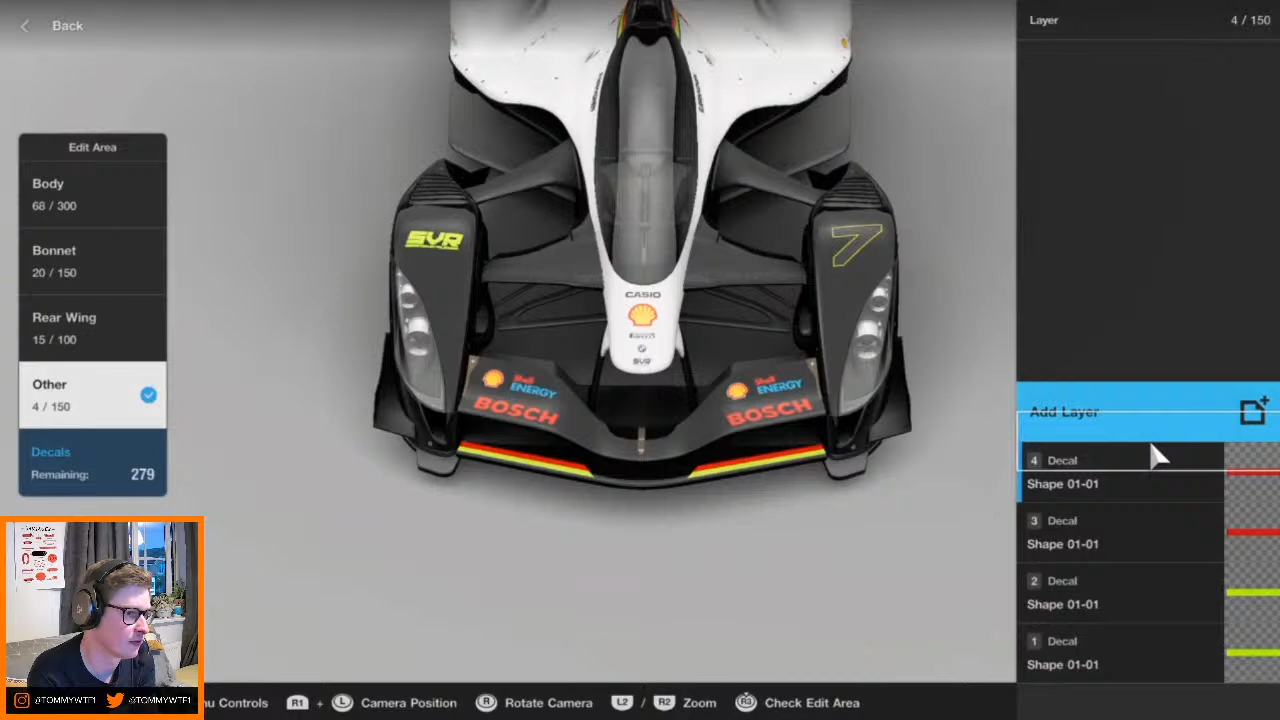 Back
Layer
4 / 150
Edit Area
Body
68 / 300
Bonnet
20 / 150
Rear Wing
15 / 100
Other
4 / 150
Decals
Remaining: 279
SVR
7
CASIO
SVR
Shell
ENERGY
BOSCH
Shell
ENERGY
BOSCH
Add Layer
4 Decal
Shape 01-01
3 Decal
Shape 01-01
2 Decal
Shape 01-01
1 Decal
Shape 01-01
@TOMMYWTF1
@TOMMYWTF1
nu Controls
R1 + L Camera Position
R Rotate Camera
L2 / R2 Zoom
R3 Check Edit Area